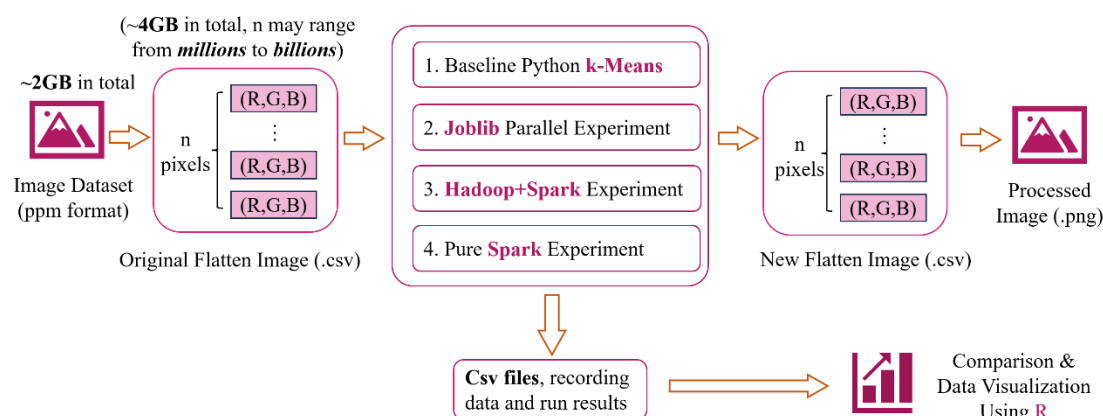 (~4GB in total, n may range
from millions to billions)
~2GB in total
Image Dataset
(ppm format)
n
pixels
(R,G,B)
⋮
(R,G,B)
(R,G,B)
Original Flatten Image (.csv)
1. Baseline Python k-Means
2. Joblib Parallel Experiment
3. Hadoop+Spark Experiment
4. Pure Spark Experiment
n
pixels
(R,G,B)
⋮
(R,G,B)
(R,G,B)
New Flatten Image (.csv)
Processed
Image (.png)
Csv files, recording
data and run results
Comparison &
Data Visualization
Using R